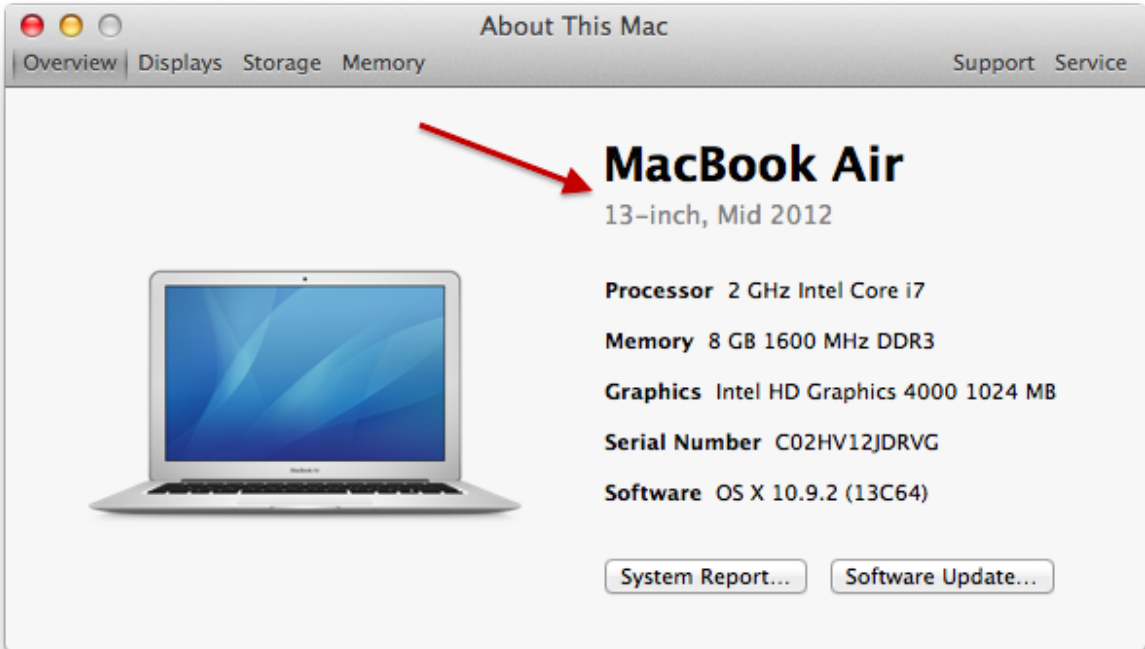 About This Mac
Overview Displays Storage Memory Support Service
MacBook Air
13-inch, Mid 2012
Processor 2 GHz Intel Core i7
Memory 8 GB 1600 MHz DDR3
Graphics Intel HD Graphics 4000 1024 MB
Serial Number C02HV12JDRVG
Software OS X 10.9.2 (13C64)
MacBook Air
System Report... Software Update...